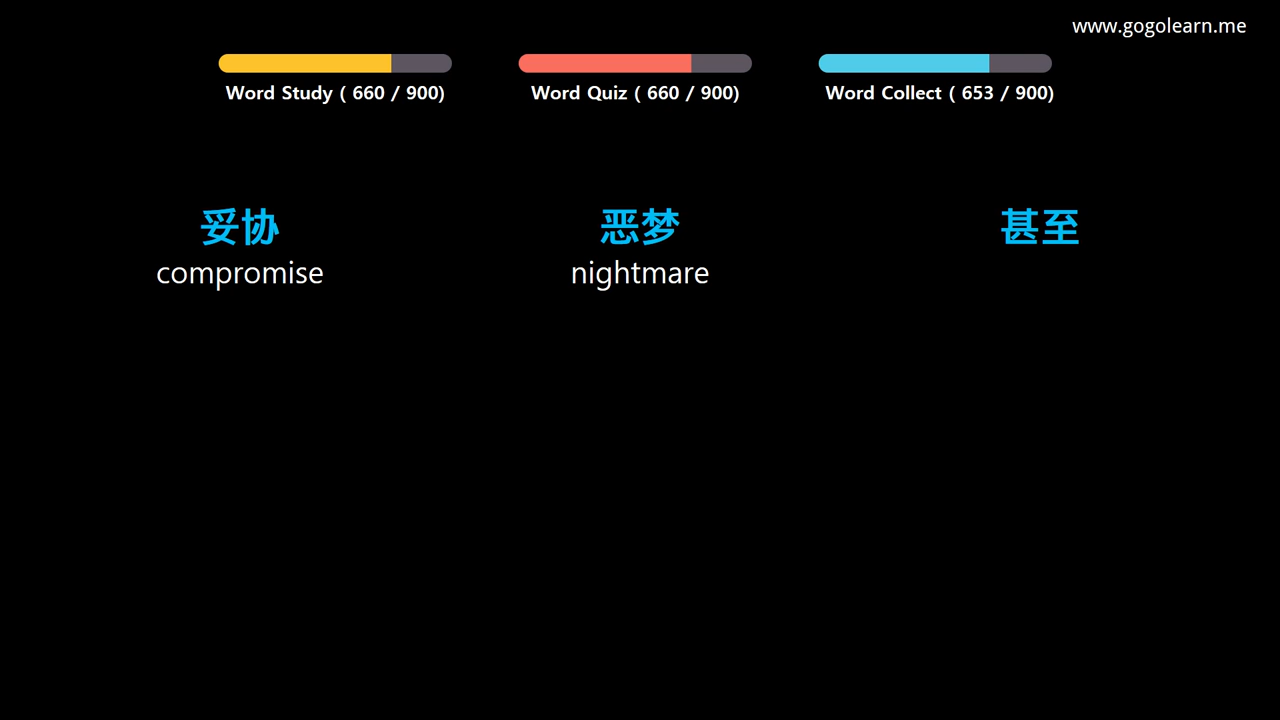 www.gogolearn.me
Word Study ( 660 / 900)
Word Quiz ( 660 / 900)
Word Collect ( 653 / 900)
妥协
恶梦
甚至
compromise
nightmare